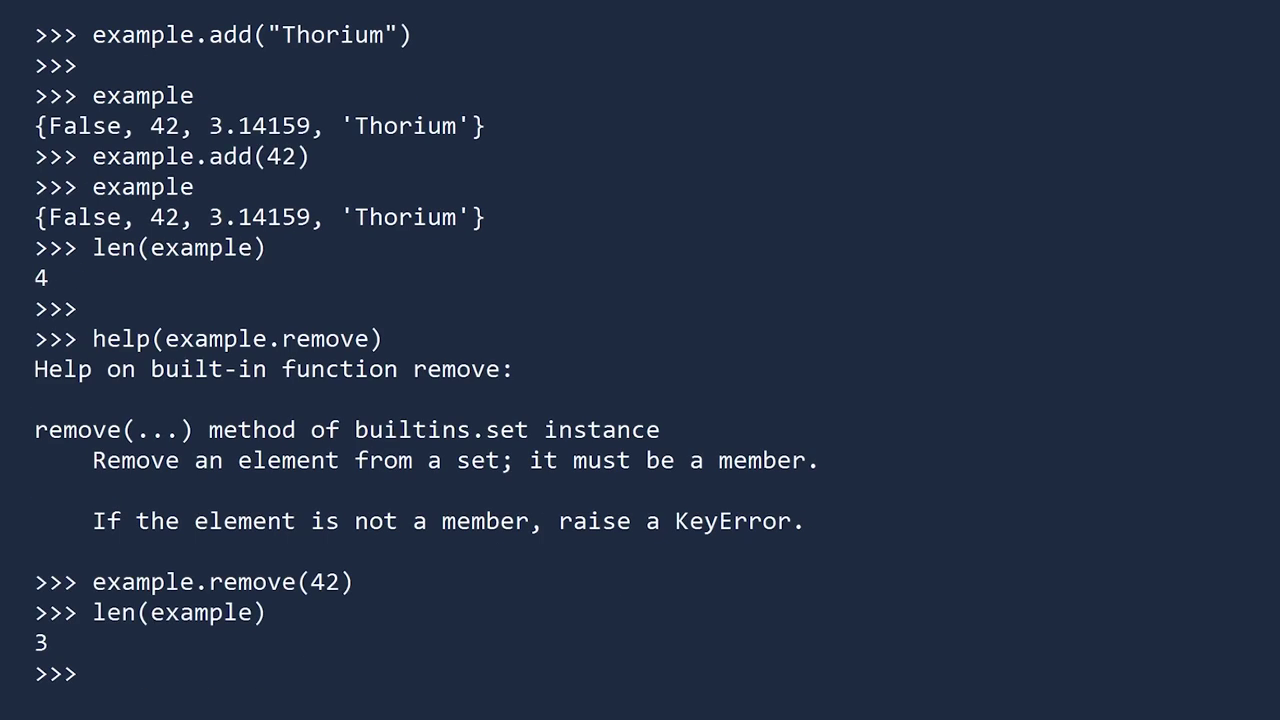 >>> example.add("Thorium")
>>>
>>> example
{False, 42, 3.14159, 'Thorium'}
>>> example.add(42)
>>> example
{False, 42, 3.14159, 'Thorium'}
>>> len(example)
4
>>>
>>> help(example.remove)
Help on built-in function remove:
remove(...) method of builtins.set instance
    Remove an element from a set; it must be a member.
    If the element is not a member, raise a KeyError.
>>> example.remove(42)
>>> len(example)
3
>>>